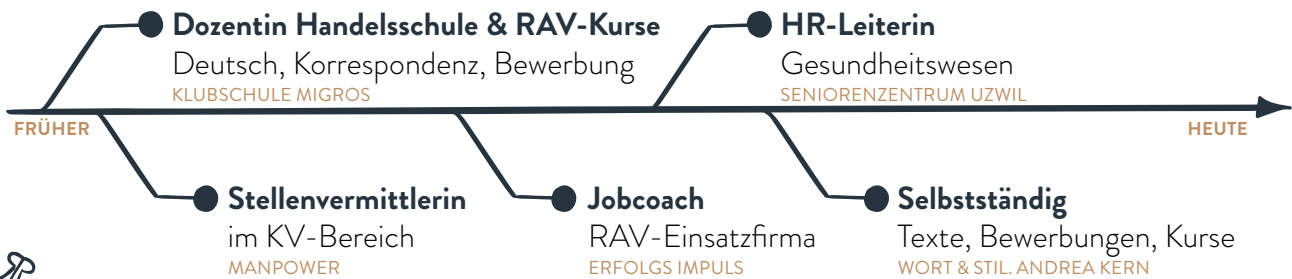 Dozentin Handelsschule & RAV-Kurse
Deutsch, Korrespondenz, Bewerbung
KLUBSCHULE MIGROS
HR-Leiterin
Gesundheitswesen
SENIORENZENTRUM UZWIL
FRÜHER
HEUTE
Stellenvermittlerin
im KV-Bereich
MANPOWER
Jobcoach
RAV-Einsatzfirma
ERFOLGS IMPULS
Selbstständig
Texte, Bewerbungen, Kurse
WORT & STIL. ANDREA KERN